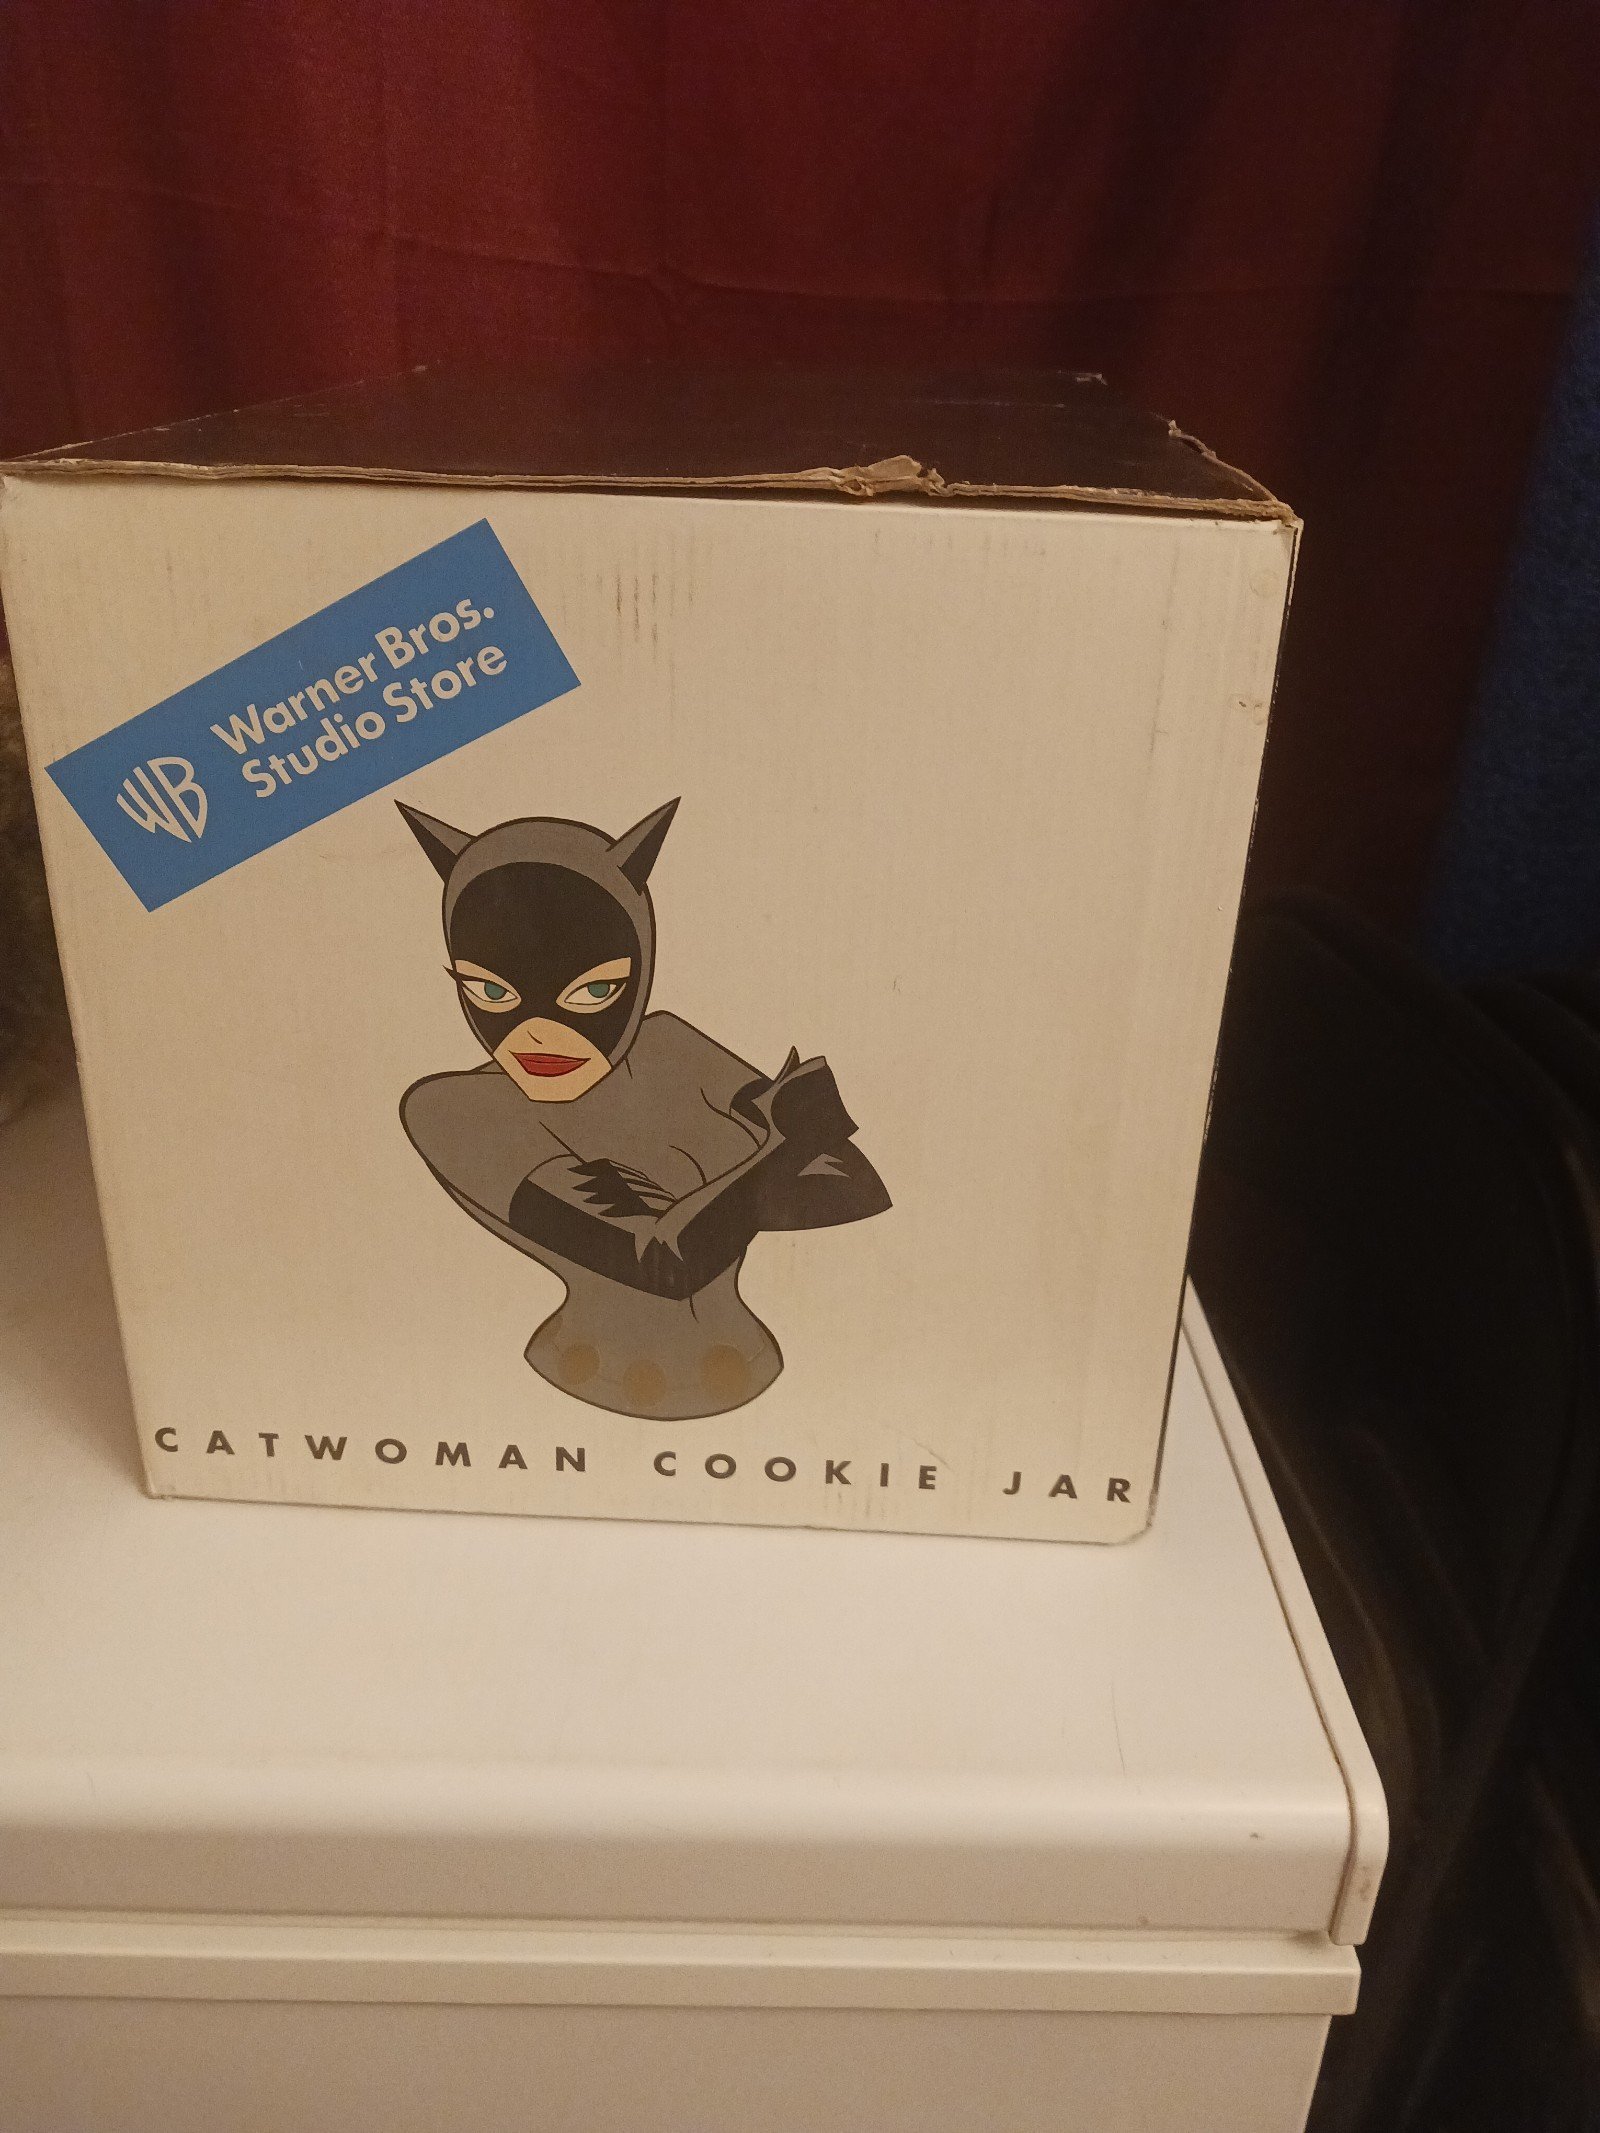 WB
Warner Bros.
Studio Store
CATWOMAN COOKIE JAR